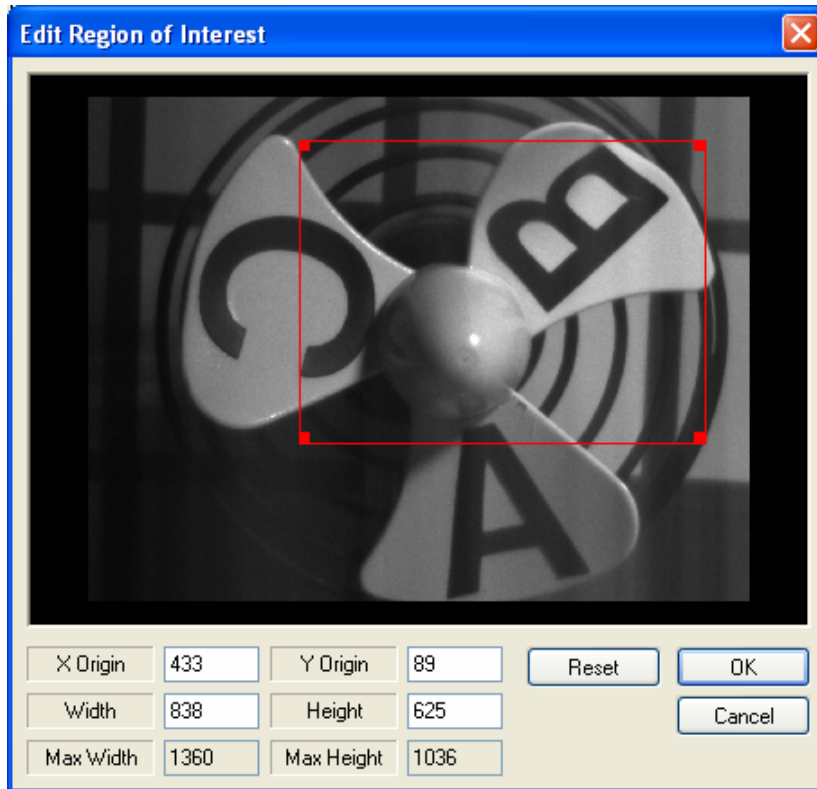 Edit Region of Interest
C
B
A
X Origin 433 Y Origin 89 Reset OK
Width 838 Height 625 Cancel
Max Width 1360 Max Height 1036